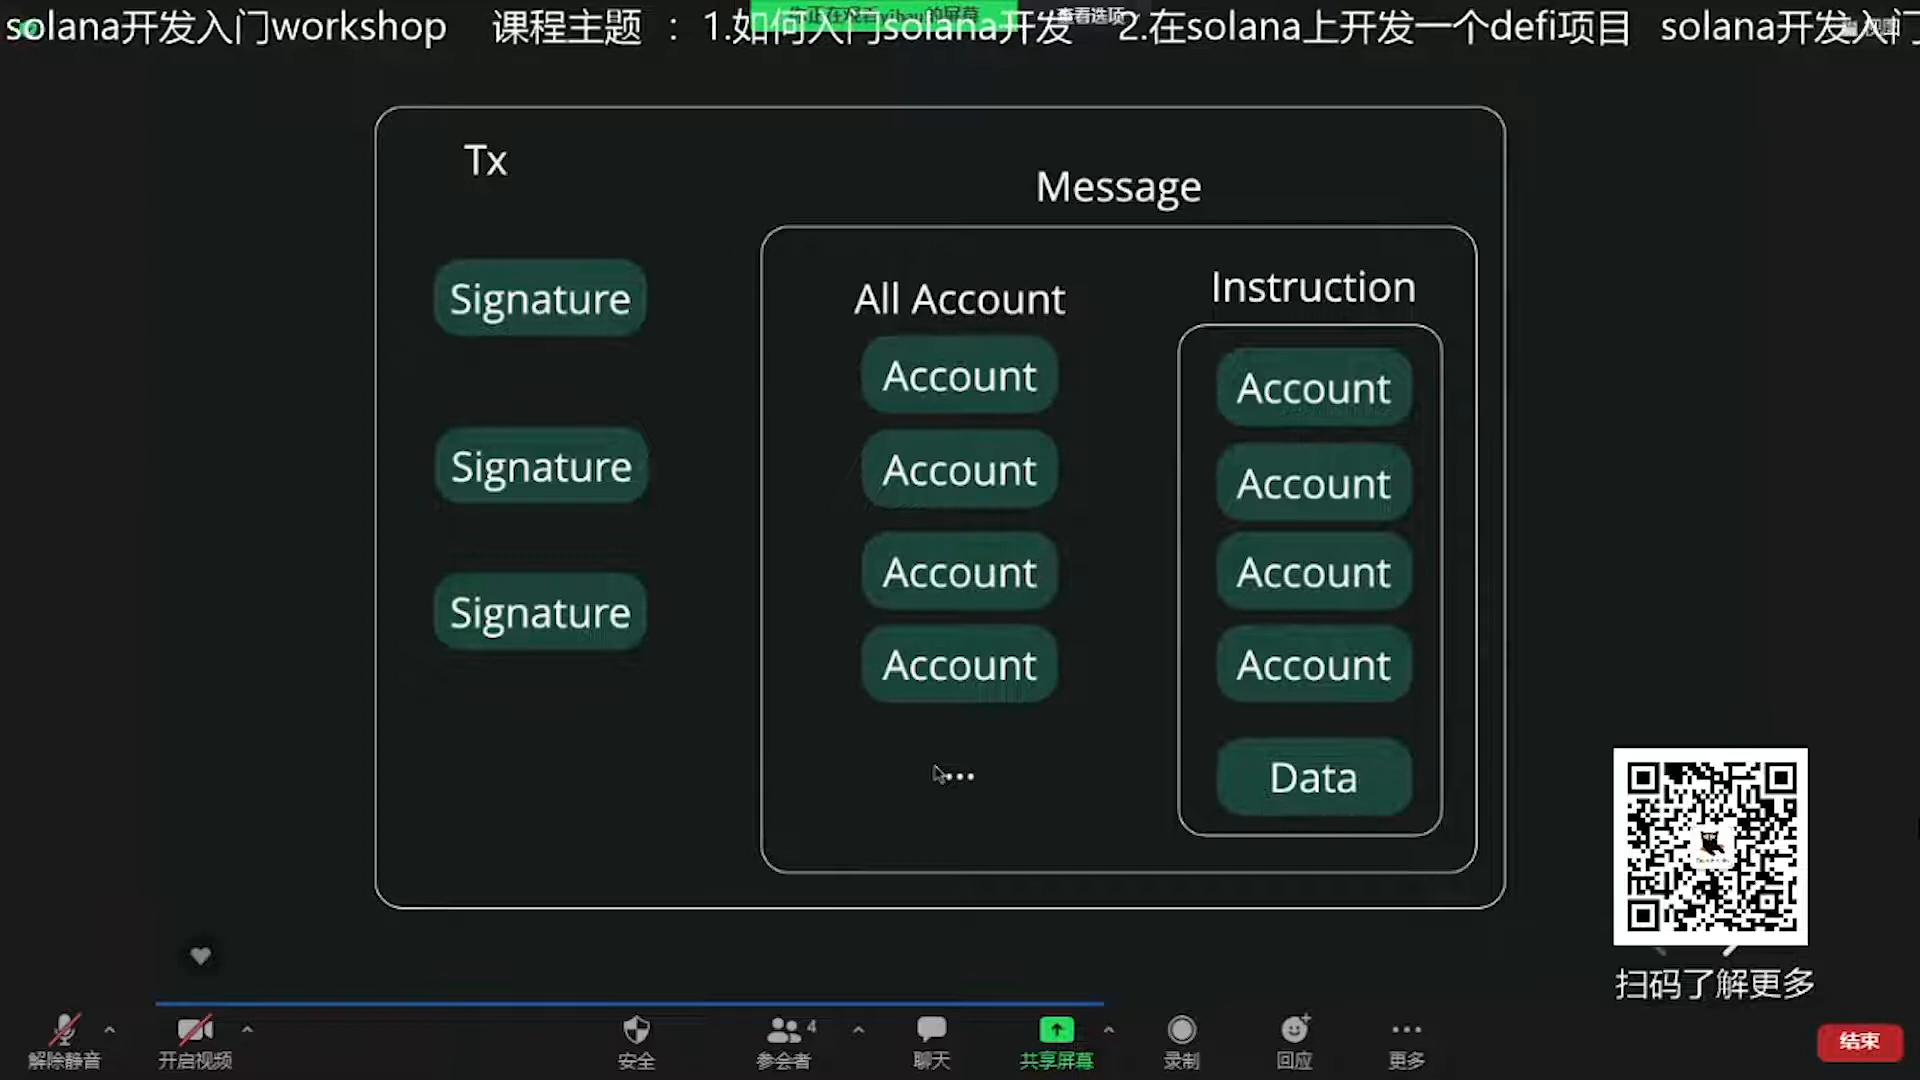 solana开发入门workshop 课程主题 : 1.如何入门solana开发 2.在solana上开发一个defi项目 solana开发入门
查看选项
Tx
Message
Signature
Signature
Signature
All Account
Account
Account
Account
Account
...
Instruction
Account
Account
Account
Account
Data
扫码了解更多
解除静音
开启视频
安全
4
参会者
聊天
共享屏幕
录制
回应
更多
结束